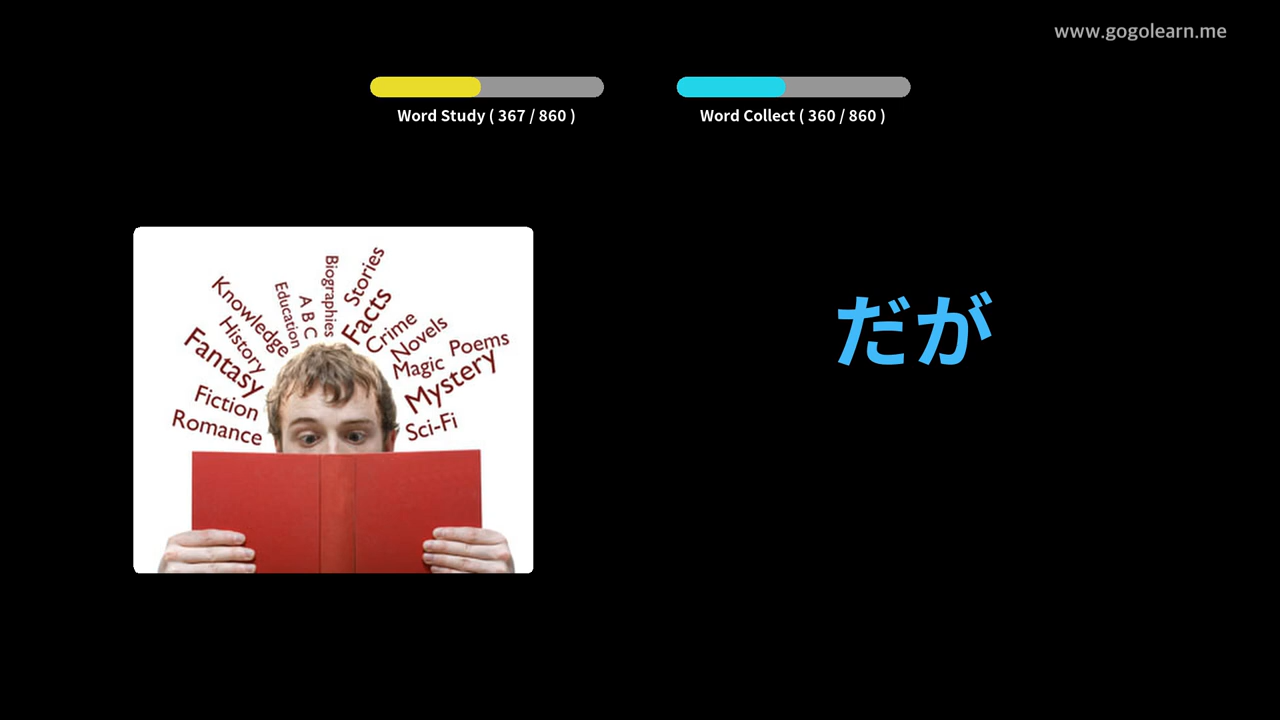 www.gogolearn.me
Word Study ( 367 / 860 )
Word Collect ( 360 / 860 )
Knowledge
History
Fantasy
Fiction
Romance
Education
A B C
Biographies
Stories
Facts
Crime
Novels
Magic
Poems
Mystery
Sci-Fi
だが